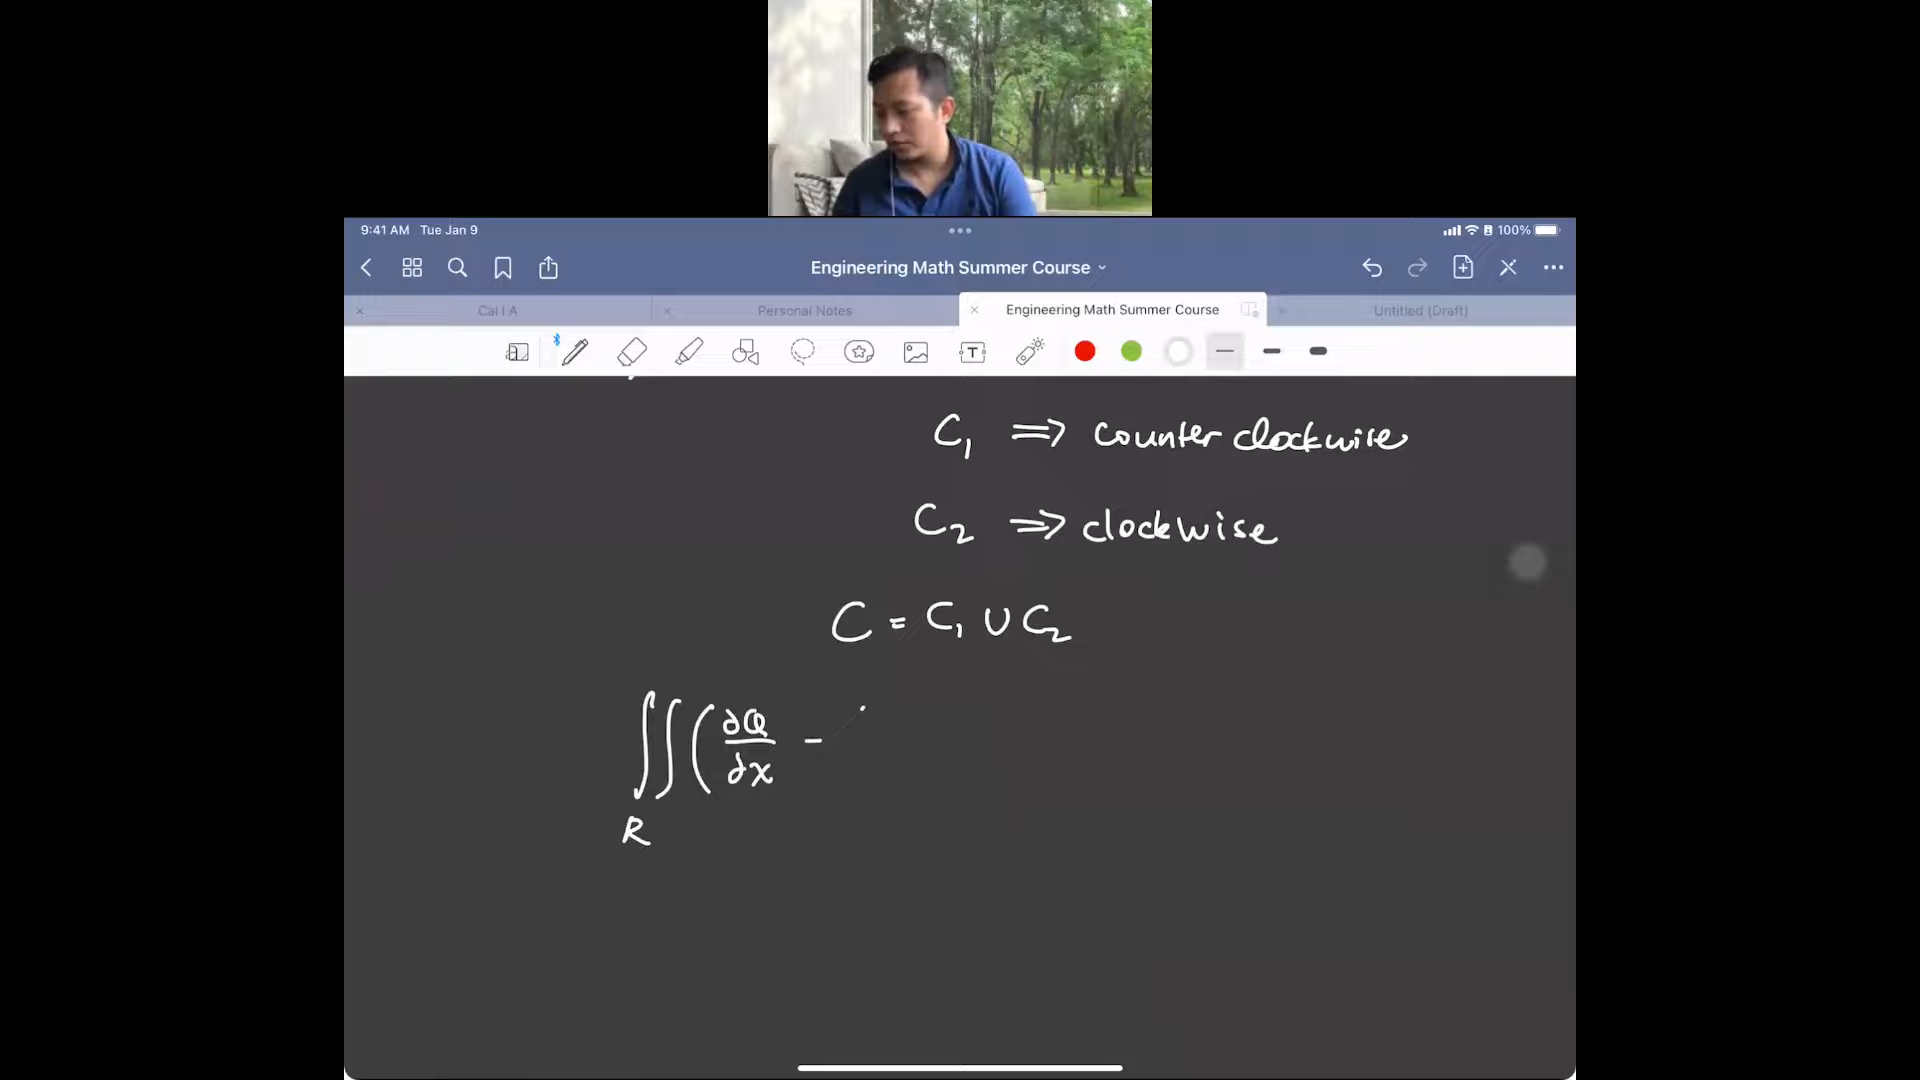 9:41 AM Tue Jan 9
100%
Engineering Math Summer Course
Cal I A
Personal Notes
Engineering Math Summer Course
Untitled (Draft)
C₁ ⇒ counter clockwise
C₂ ⇒ clockwise
C = C₁ ∪ C₂
∬ ( ∂Q/∂x -
R